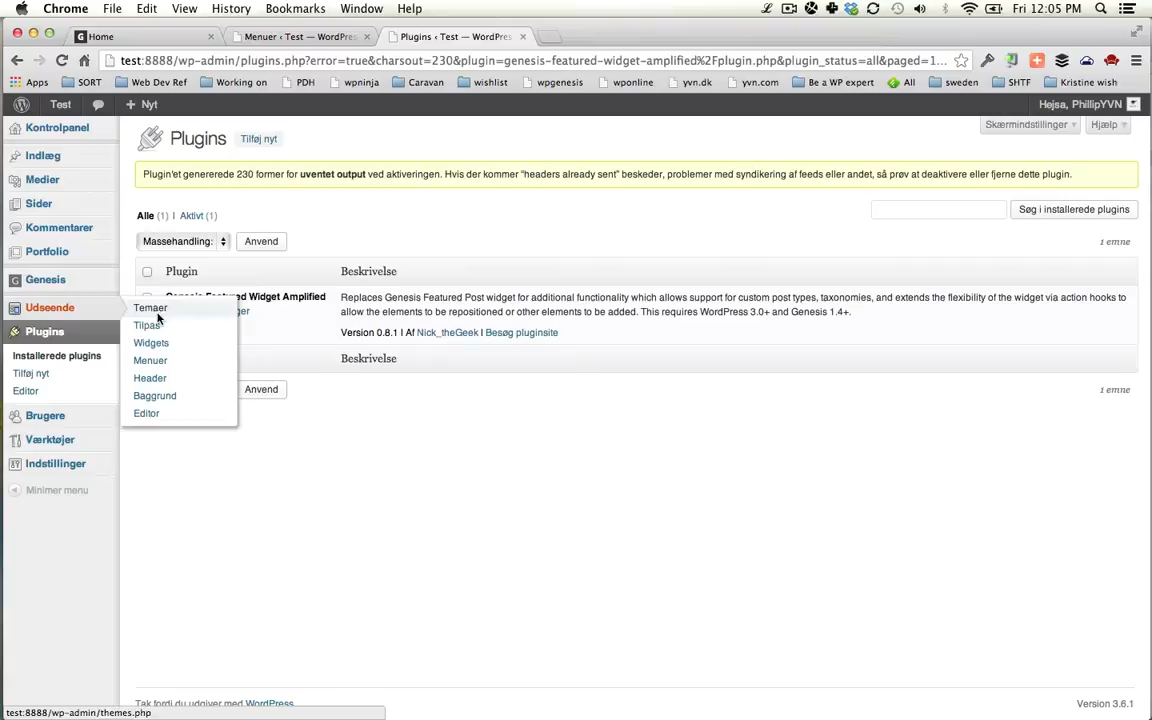 Chrome File Edit View History Bookmarks Window Help
Fri 12:05 PM
Home
Menuer ‹ Test — WordPres
Plugins ‹ Test — WordPress
test:8888/wp-admin/plugins.php?error=true&charsout=230&plugin=genesis-featured-widget-amplified%2Fplugin.php&plugin_status=all&paged=1...
Apps SORT Web Dev Ref Working on PDH wpninja Caravan wishlist wpgenesis wponline yvn.dk yvn.com Be a WP expert All sweden SHTF Kristine wish
Test + Nyt
Hejsa, PhillipYVN
Kontrolpanel
Indlæg
Medier
Sider
Kommentarer
Portfolio
Genesis
Udseende
Plugins
Installerede plugins
Tilføj nyt
Editor
Brugere
Værktøjer
Indstillinger
Minimer menu
Temaer
Tilpas
Widgets
Menuer
Header
Baggrund
Editor
Skærmindstillinger
Hjælp
Plugins Tilføj nyt
Plugin'et genererede 230 former for uventet output ved aktiveringen. Hvis der kommer “headers already sent” beskeder, problemer med syndikering af feeds eller andet, så prøv at deaktivere eller fjerne dette plugin.
Alle (1) | Aktivt (1)
Søg i installerede plugins
Massehandling: Anvend
1 emne
Plugin Beskrivelse
Featured Widget Amplified
Replaces Genesis Featured Post widget for additional functionality which allows support for custom post types, taxonomies, and extends the flexibility of the widget via action hooks
to allow the elements to be repositioned or other elements to be added. This requires WordPress 3.0+ and Genesis 1.4+.
Version 0.8.1 | Af Nick_theGeek | Besøg pluginsite
Beskrivelse
Anvend
1 emne
Tak fordi du udgiver med WordPress.
Version 3.6.1
test:8888/wp-admin/themes.php